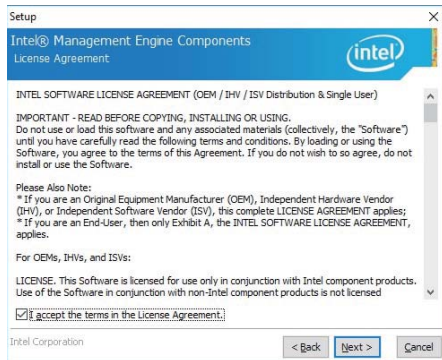 Setup
Intel® Management Engine Components
License Agreement
intel
INTEL SOFTWARE LICENSE AGREEMENT (OEM / IHV / ISV Distribution & Single User)
IMPORTANT - READ BEFORE COPYING, INSTALLING OR USING.
Do not use or load this software and any associated materials (collectively, the "Software")
until you have carefully read the following terms and conditions. By loading or using the
Software, you agree to the terms of this Agreement. If you do not wish to so agree, do not
install or use the Software.
Please Also Note:
* If you are an Original Equipment Manufacturer (OEM), Independent Hardware Vendor
(IHV), or Independent Software Vendor (ISV), this complete LICENSE AGREEMENT applies;
* If you are an End-User, then only Exhibit A, the INTEL SOFTWARE LICENSE AGREEMENT,
applies.
For OEMs, IHVs, and ISVs:
LICENSE. This Software is licensed for use only in conjunction with Intel component products.
Use of the Software in conjunction with non-Intel component products is not licensed
I accept the terms in the License Agreement.
Intel Corporation
< Back Next > Cancel